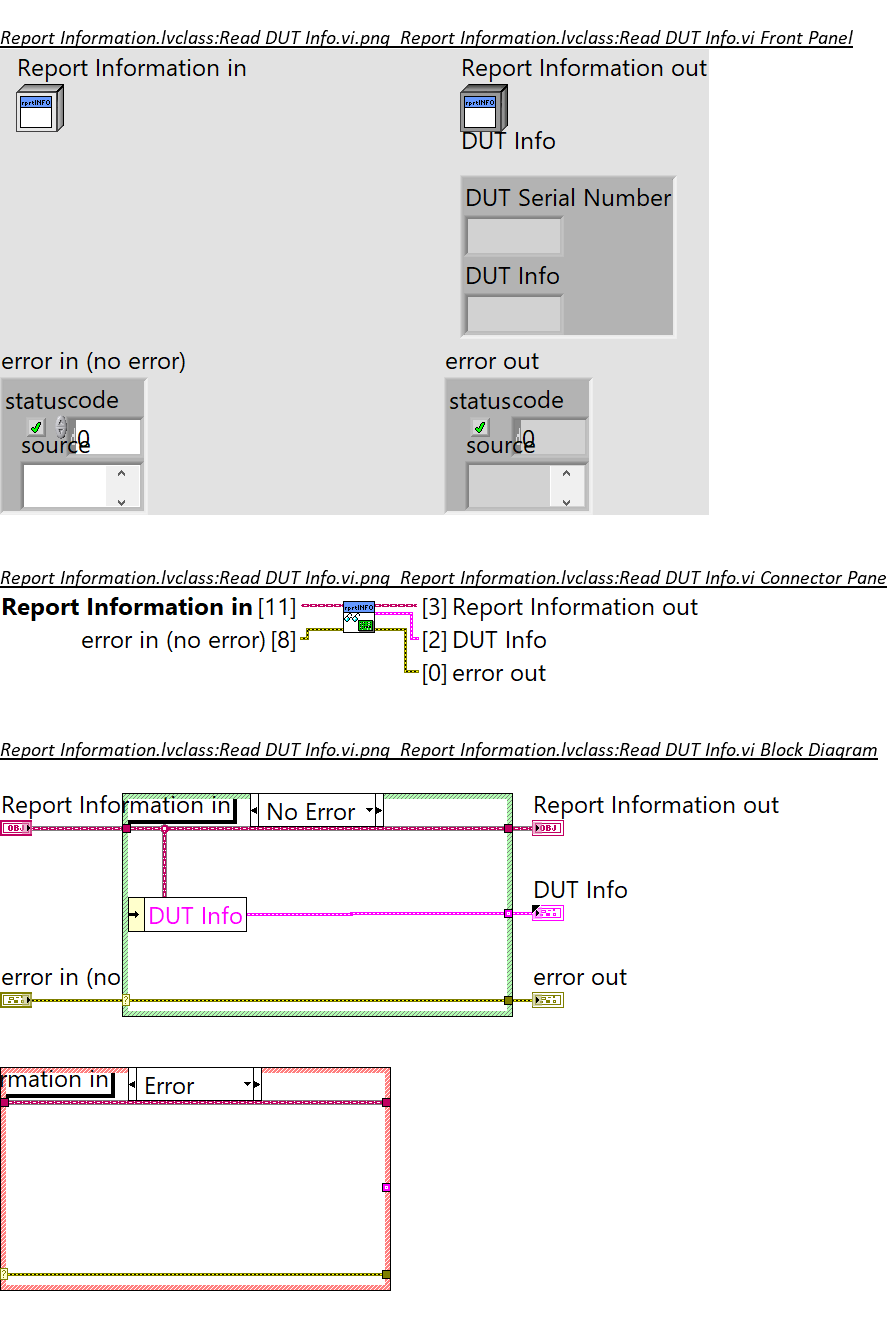 Report Information.lvclass:Read DUT Info.vi.png  Report Information.lvclass:Read DUT Info.vi Front Panel
Report Information in
Report Information out
rprtINFO
rprtINFO
DUT Info
DUT Serial Number
DUT Info
error in (no error)
error out
status code
status code
0
0
source
source
Report Information.lvclass:Read DUT Info.vi.png  Report Information.lvclass:Read DUT Info.vi Connector Pane
Report Information in [11]
rprtINFO
[3] Report Information out
error in (no error) [8]
[2] DUT Info
[0] error out
Report Information.lvclass:Read DUT Info.vi.png  Report Information.lvclass:Read DUT Info.vi Block Diagram
Report Information in
No Error
Report Information out
OBJ
OBJ
DUT Info
DUT Info
error in (no
error out
?
rmation in
Error
?